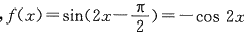 ,f(x)=sin(2x-π/2)=-cos 2x